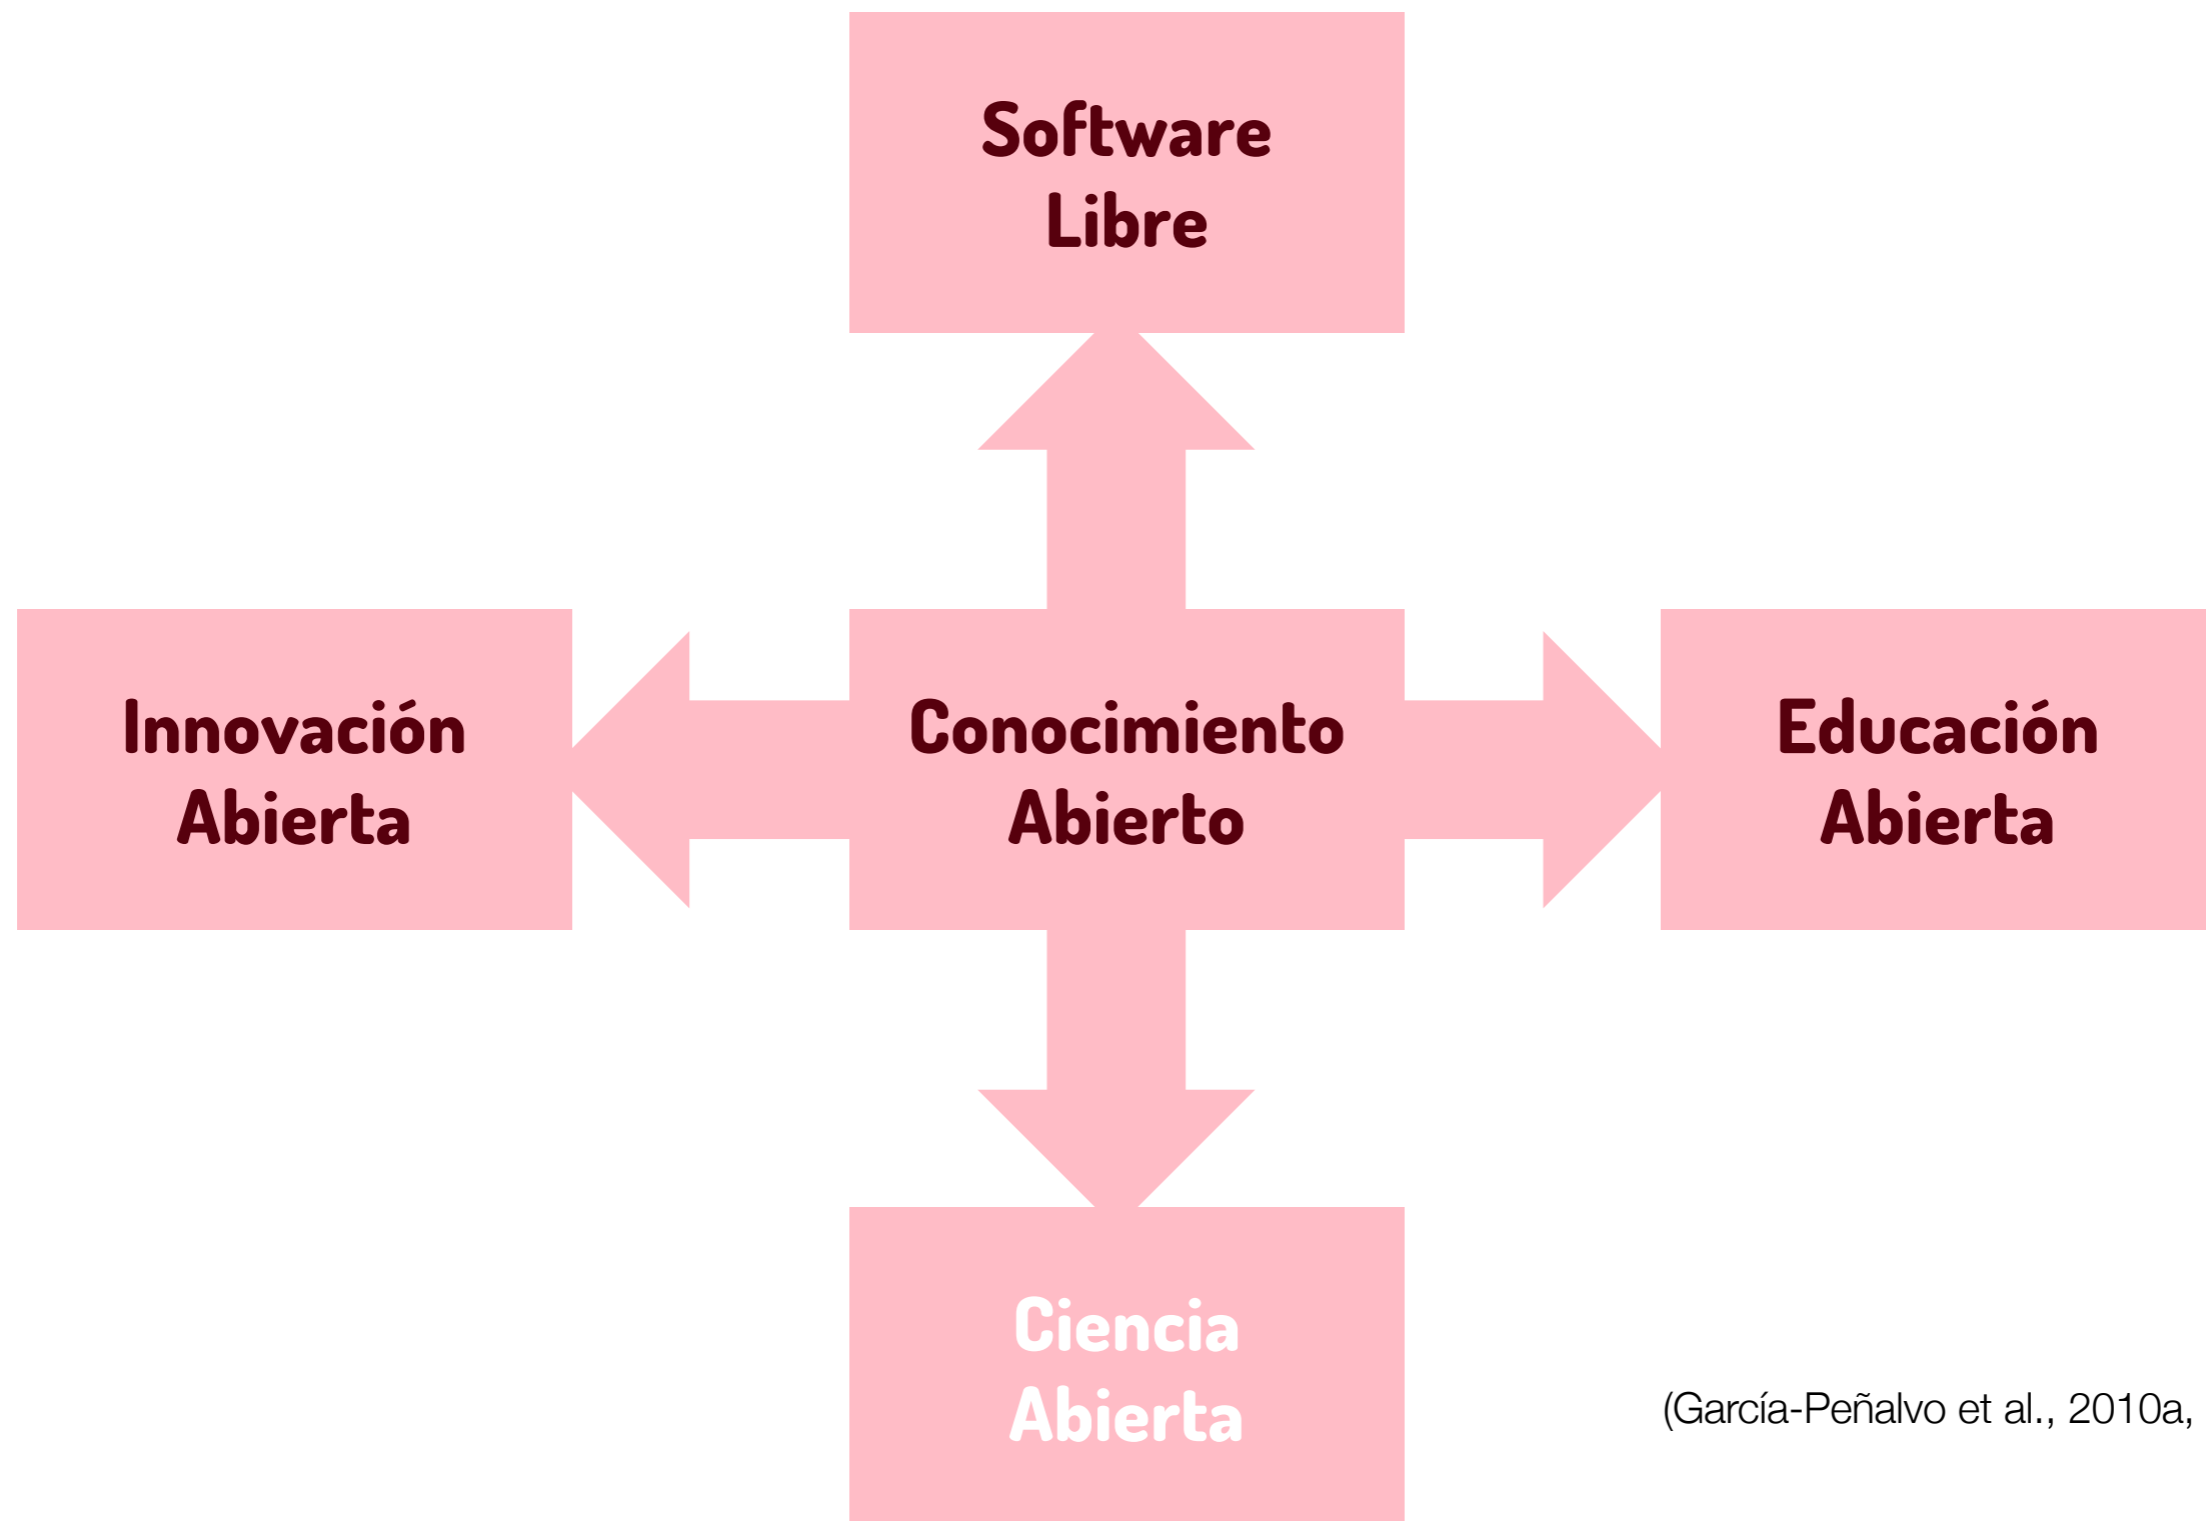 Software
Libre
Innovación
Abierta
Conocimiento
Abierto
Educación
Abierta
Ciencia
Abierta
(García-Peñalvo et al., 2010a,